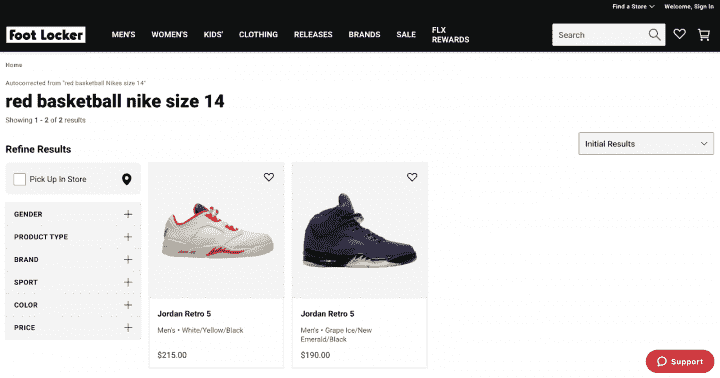 Find a Store
Welcome, Sign In
Foot Locker
MEN'S
WOMEN'S
KIDS'
CLOTHING
RELEASES
BRANDS
SALE
FLX
REWARDS
Search
Home
Autocorrected from "red basketball Nikes size 14"
red basketball nike size 14
Showing 1 - 2 of 2 results
Refine Results
Initial Results
Pick Up In Store
GENDER
PRODUCT TYPE
BRAND
SPORT
COLOR
PRICE
Jordan Retro 5
Men's • White/Yellow/Black
$215.00
Jordan Retro 5
Men's • Grape Ice/New
Emerald/Black
$190.00
Support